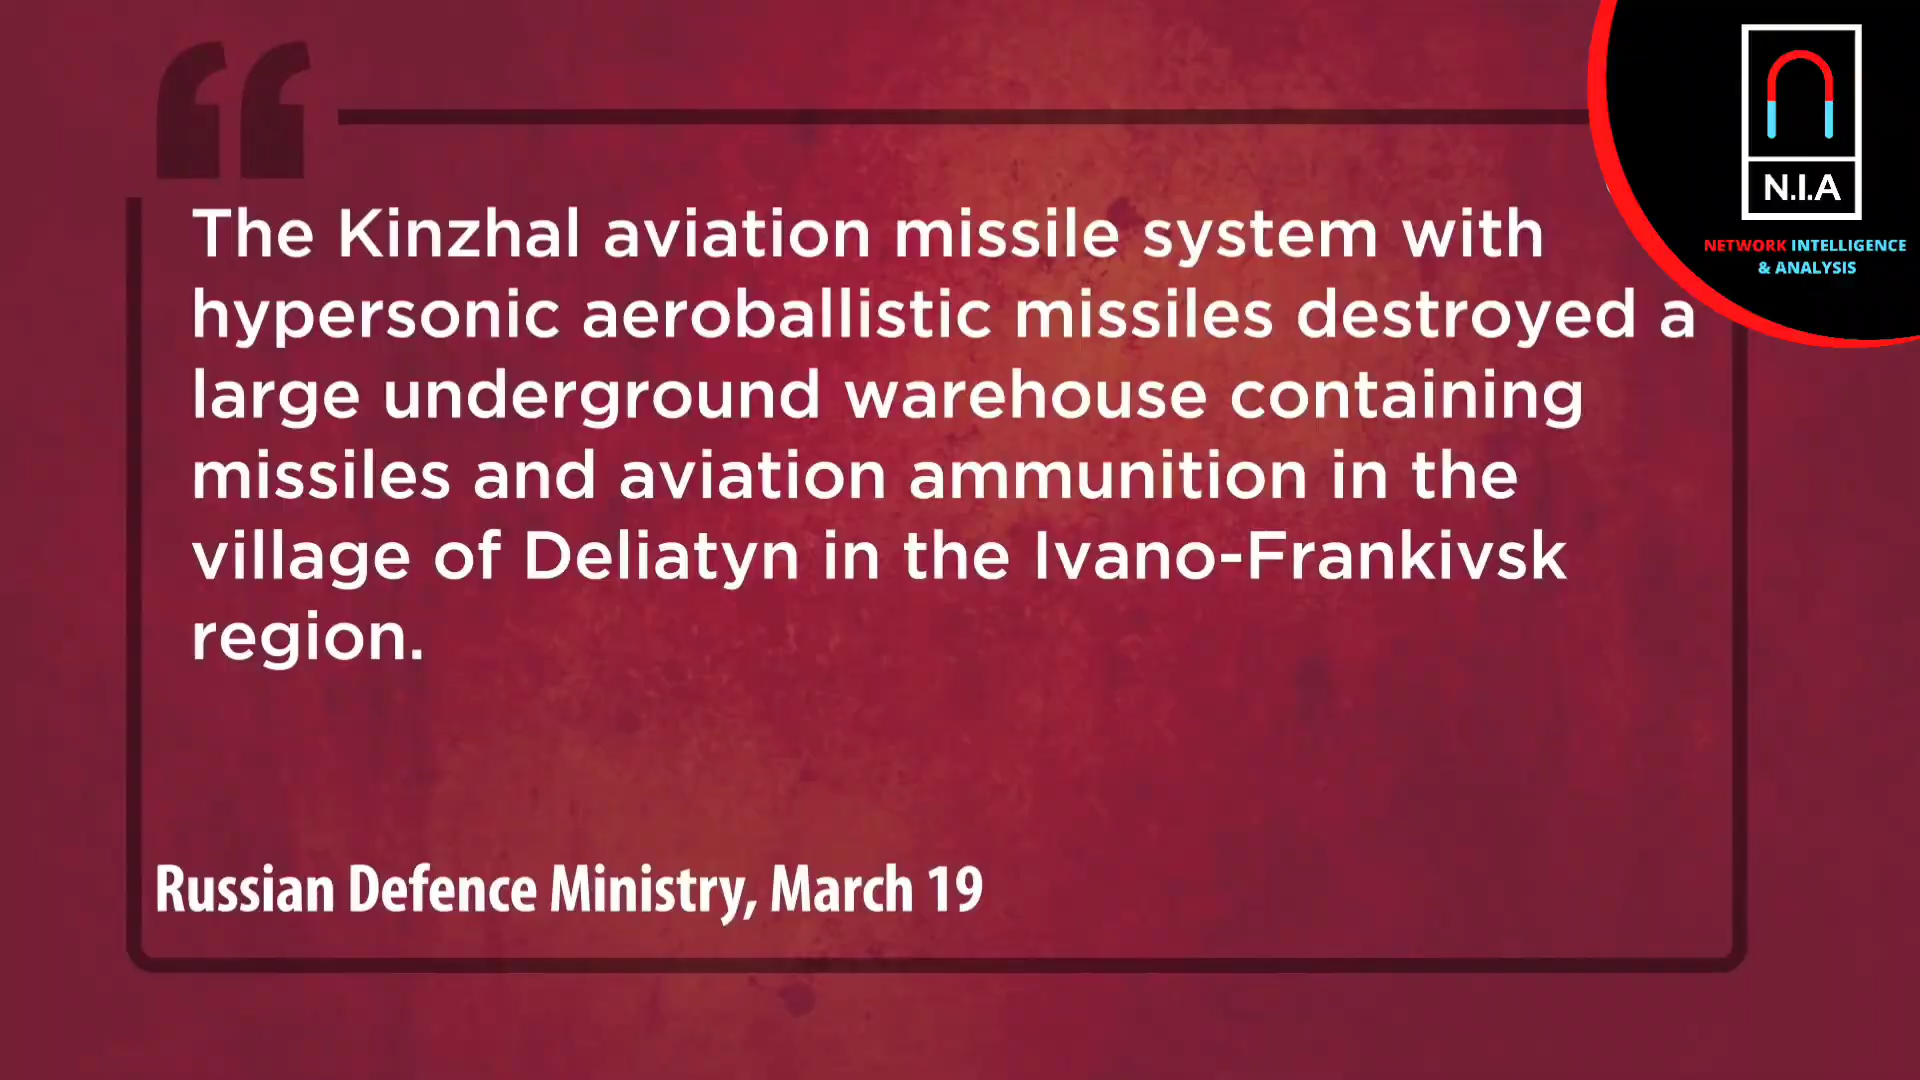 The Kinzhal aviation missile system with
hypersonic aeroballistic missiles destroyed a
large underground warehouse containing
missiles and aviation ammunition in the
village of Deliatyn in the Ivano-Frankivsk
region.
Russian Defence Ministry, March 19
N.I.A
NETWORK INTELLIGENCE
& ANALYSIS